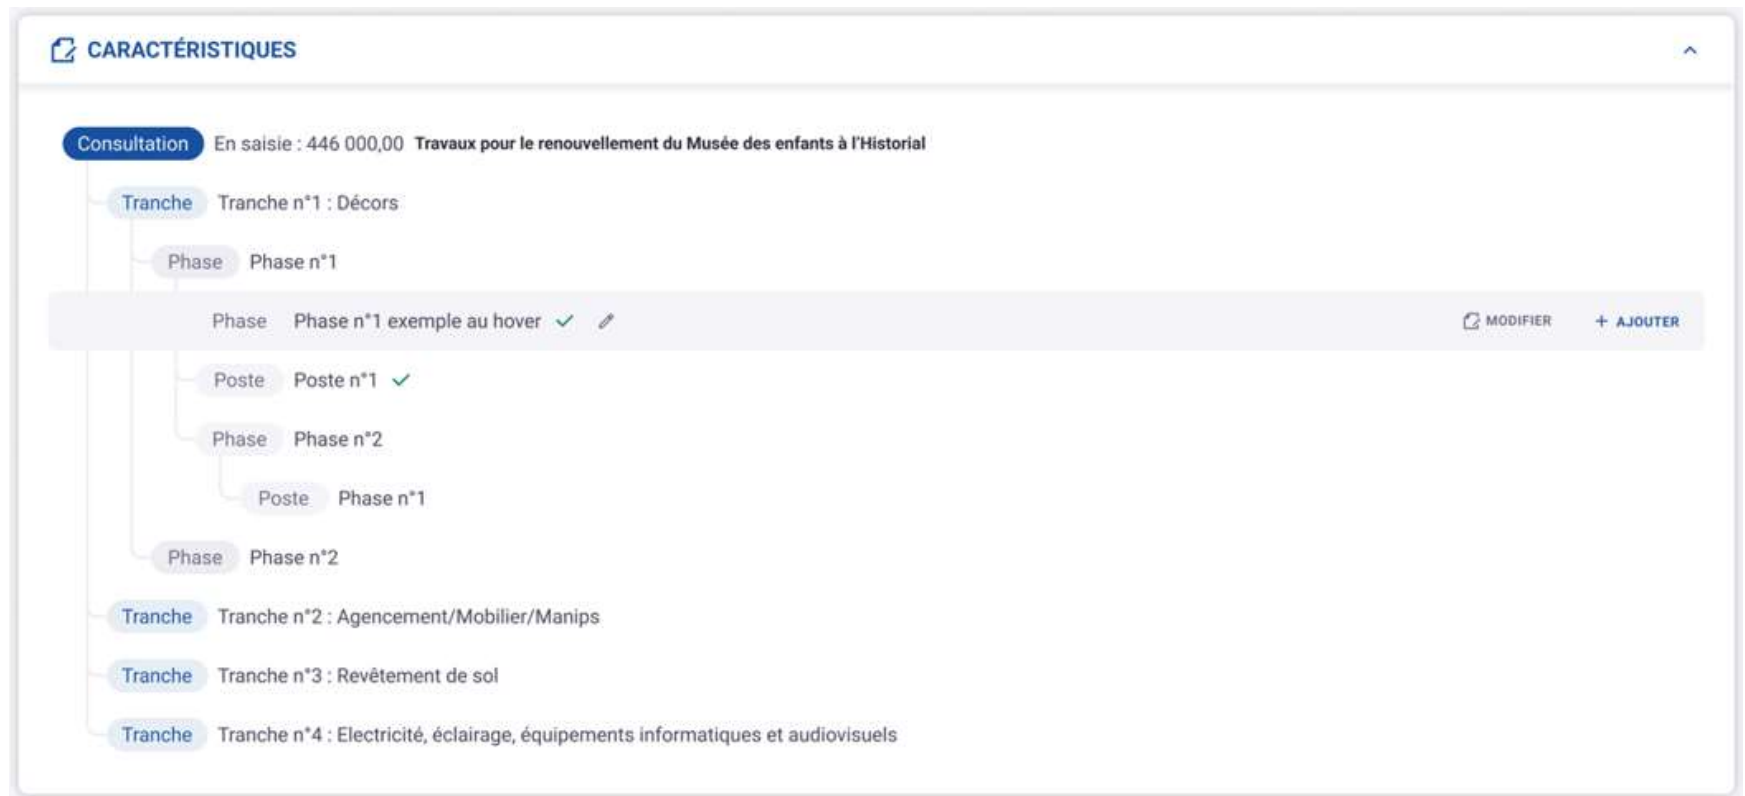 CARACTÉRISTIQUES
Consultation En saisie : 446 000,00 Travaux pour le renouvellement du Musée des enfants à l'Historial
Tranche Tranche n°1 : Décors
Phase Phase n°1
Phase Phase n°1 exemple au hover MODIFIER + AJOUTER
Poste Poste n°1
Phase Phase n°2
Poste Phase n°1
Phase Phase n°2
Tranche Tranche n°2 : Agencement/Mobilier/Manips
Tranche Tranche n°3 : Revêtement de sol
Tranche Tranche n°4 : Electricité, éclairage, équipements informatiques et audiovisuels